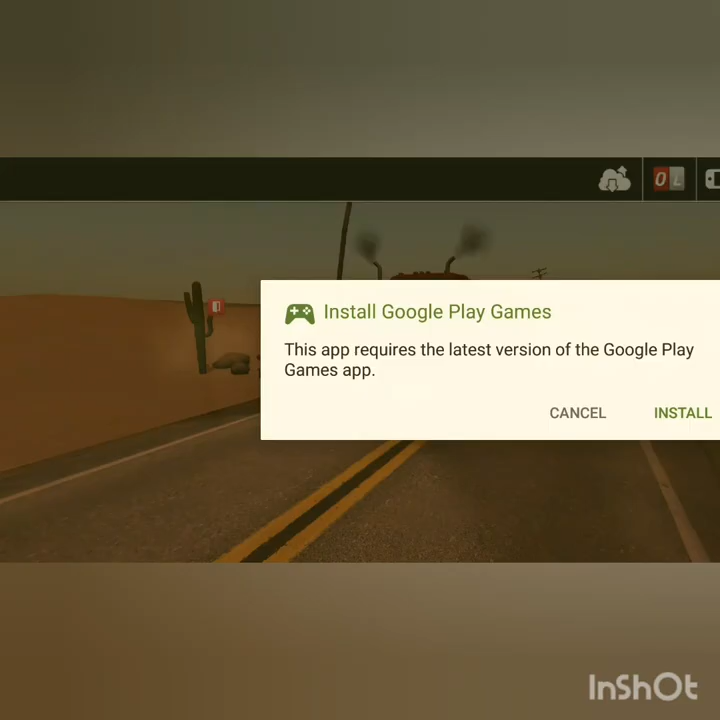 Install Google Play Games
This app requires the latest version of the Google Play
Games app.
CANCEL INSTALL
InShOt